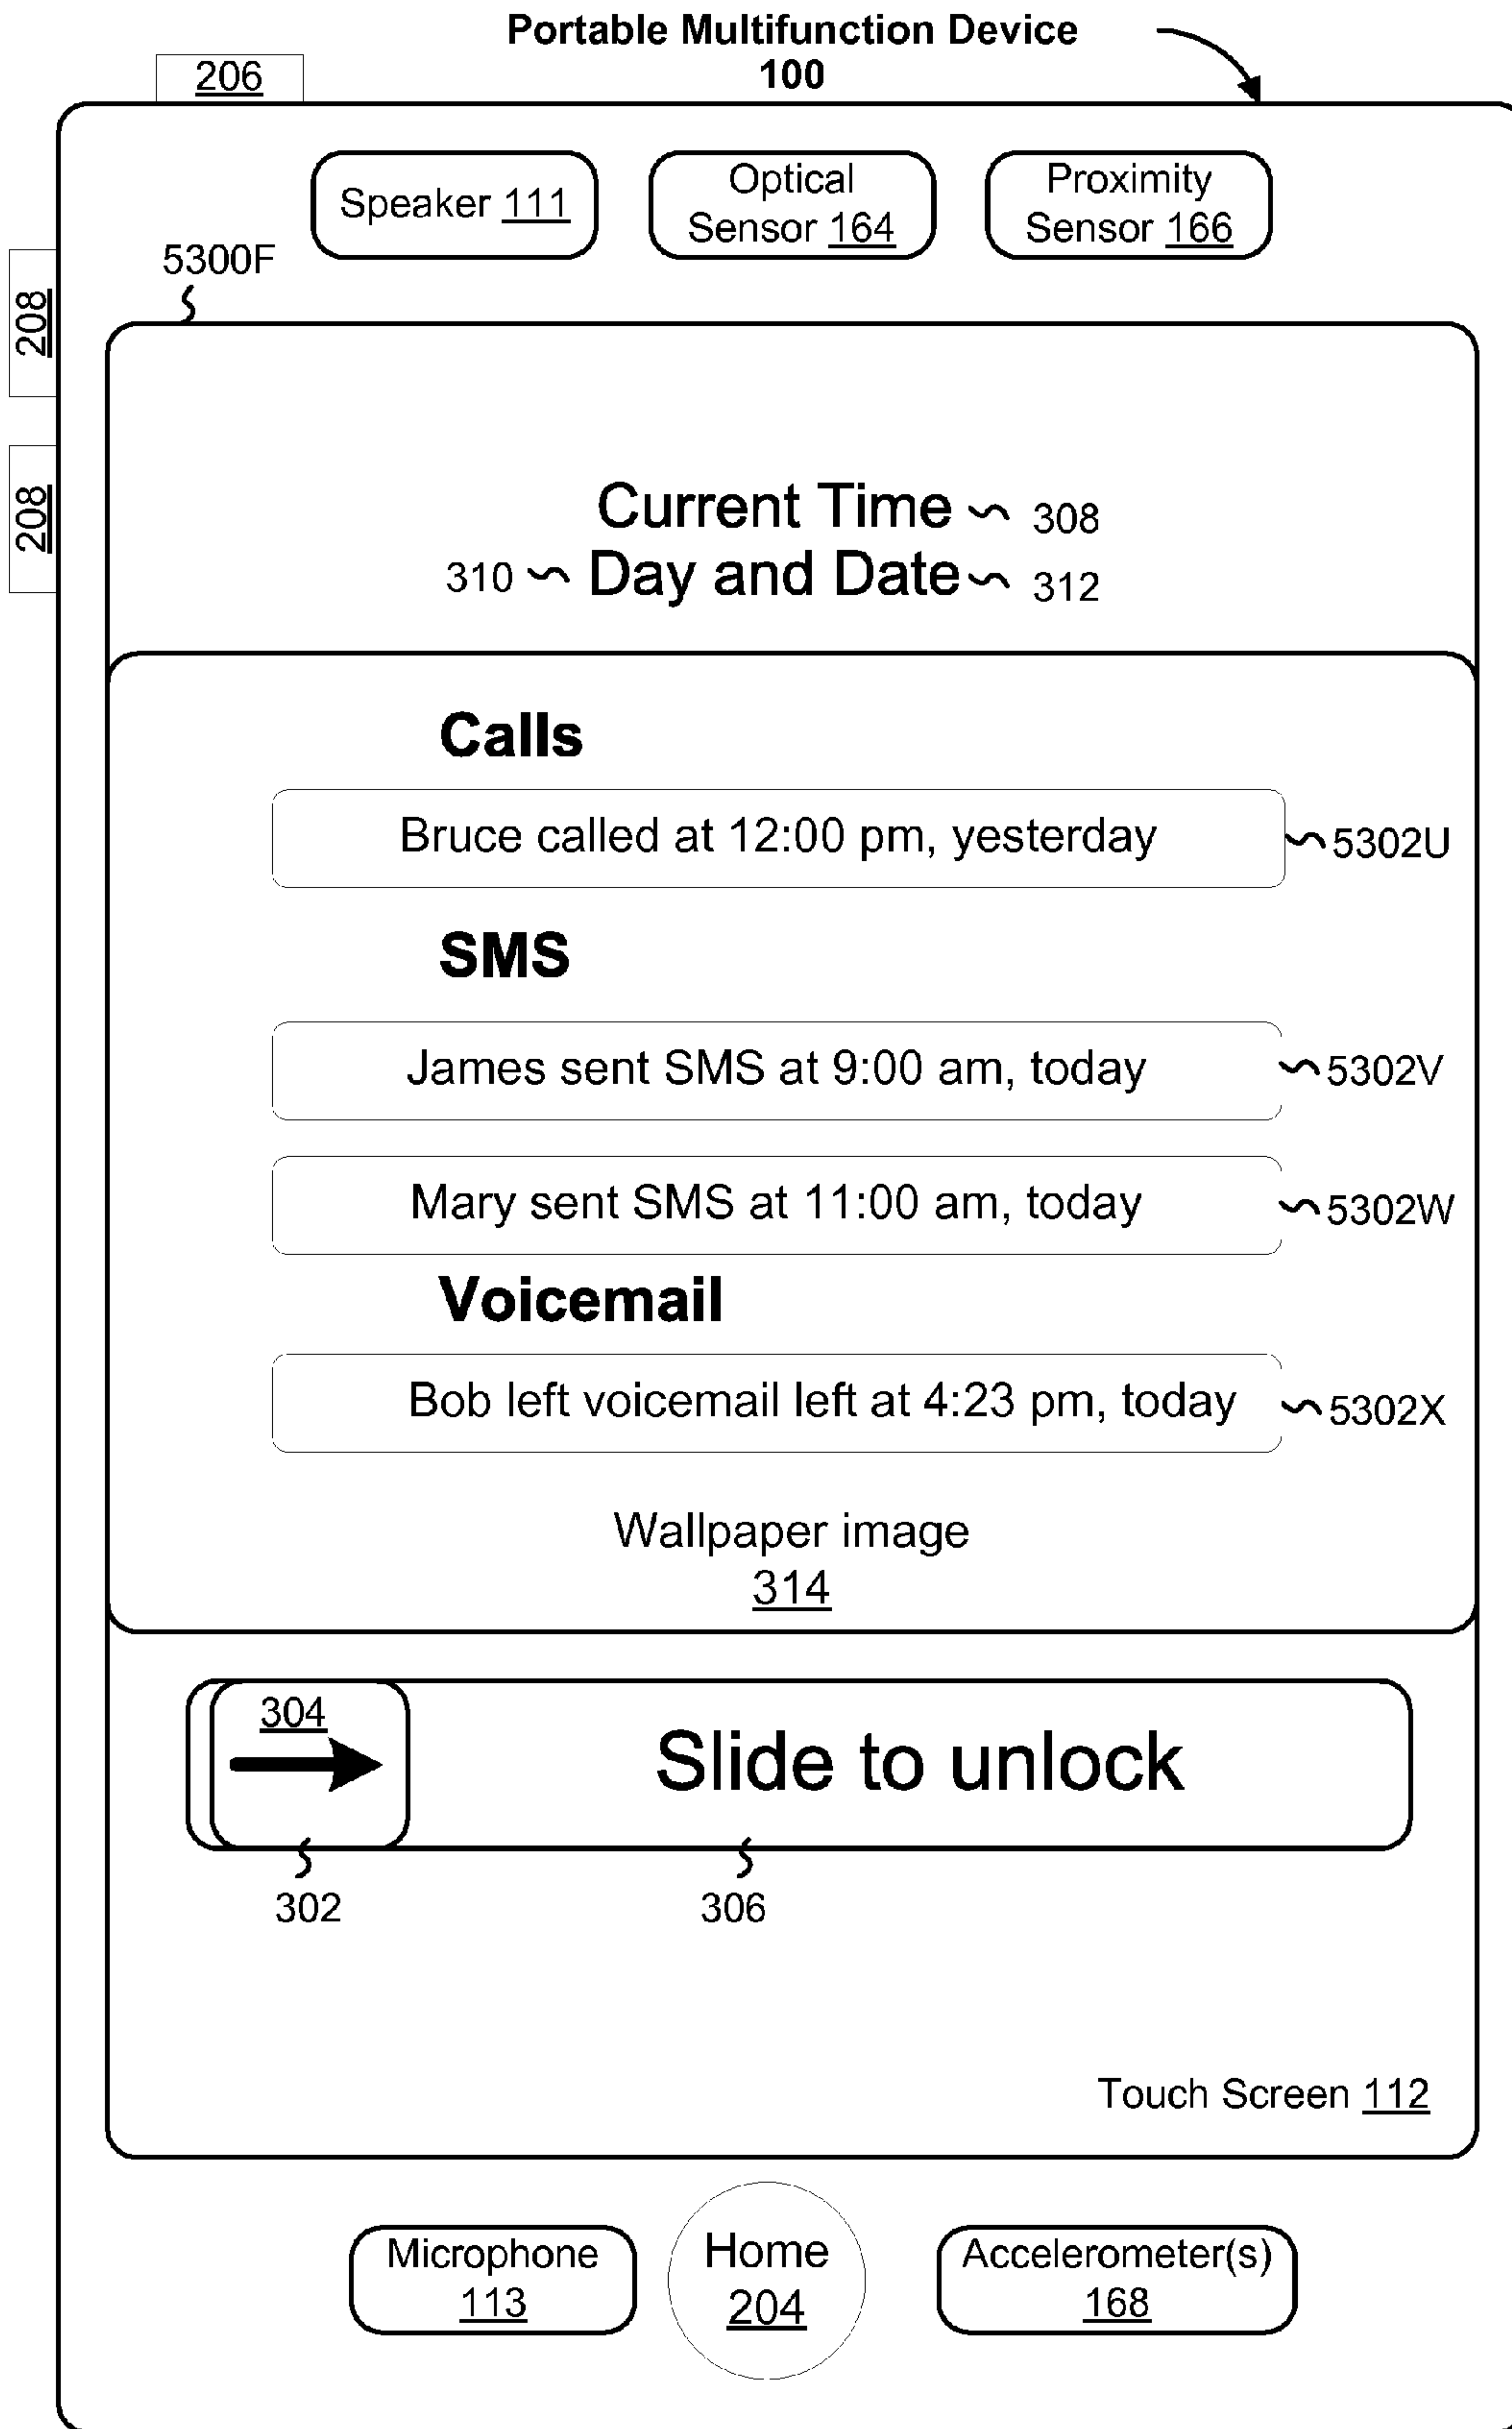 Portable Multifunction Device
100
206
Speaker 111
Optical
Sensor 164
Proximity
Sensor 166
5300F
208
208
Current Time 308
310 Day and Date 312
Calls
Bruce called at 12:00 pm, yesterday 5302U
SMS
James sent SMS at 9:00 am, today 5302V
Mary sent SMS at 11:00 am, today 5302W
Voicemail
Bob left voicemail left at 4:23 pm, today 5302X
Wallpaper image
314
304
Slide to unlock
302 306
Touch Screen 112
Microphone
113
Home
204
Accelerometer(s)
168